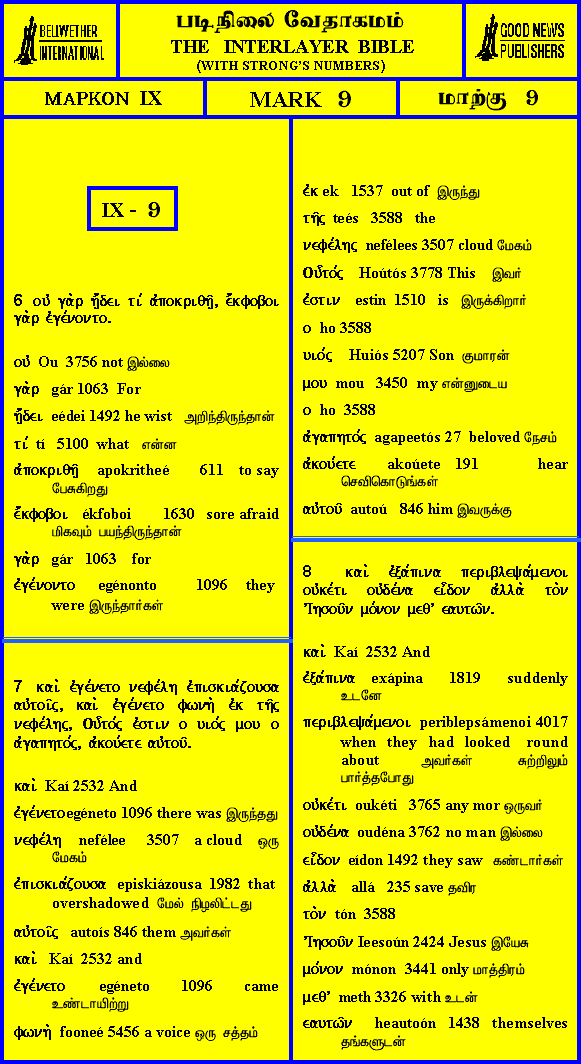 BELLWETHER
INTERNATIONAL
படிநிலை வேதாகமம்
THE INTERLAYER BIBLE
(WITH STRONG'S NUMBERS)
GOOD NEWS
PUBLISHERS
ΜΑΡΚΟΝ IX
MARK 9
மாற்கு 9
IX - 9
6 οὐ γὰρ ᾔδει τί ἀποκριθῇ, ἔκφοβοι
γὰρ ἐγένοντο.
οὐ Ou 3756 not இல்லை
γὰρ gár 1063 For
ᾔδει eédei 1492 he wist அறிந்திருந்தான்
τί tí 5100 what என்ன
ἀποκριθῇ apokritheé 611 to say
பேசுகிறது
ἔκφοβοι ékfoboi 1630 sore afraid
மிகவும் பயந்திருந்தான்
γὰρ gár 1063 for
ἐγένοντο egénonto 1096 they
were இருந்தார்கள்
7 καὶ ἐγένετο νεφέλη ἐπισκιάζουσα
αὐτοῖς, καὶ ἐγένετο φωνὴ ἐκ τῆς
νεφέλης, Οὗτός ἐστιν ο υιός μου ο
ἀγαπητός, ἀκούετε αὐτοῦ.
καὶ Kaí 2532 And
ἐγένετο egéneto 1096 there was இருந்தது
νεφέλη nefélee 3507 a cloud ஒரு
மேகம்
ἐπισκιάζουσα episkiázousa 1982 that
overshadowed மேல் நிழலிட்டது
αὐτοῖς autoís 846 them அவர்கள்
καὶ Kaí 2532 and
ἐγένετο egéneto 1096 came
உண்டாயிற்று
φωνὴ fooneé 5456 a voice ஒரு சத்தம்
ἐκ ek 1537 out of இருந்து
τῆς teés 3588 the
νεφέλης nefélees 3507 cloud மேகம்
Οὗτός Hoútós 3778 This இவர்
ἐστιν estin 1510 is இருக்கிறார்
ο ho 3588
υιός Huiós 5207 Son குமாரன்
μου mou 3450 my என்னுடைய
ο ho 3588
ἀγαπητός agapeetós 27 beloved நேசம்
ἀκούετε akoúete 191 hear
செவிகொடுங்கள்
αὐτοῦ autoú 846 him இவருக்கு
8 καὶ ἐξάπινα περιβλεψάμενοι
οὐκέτι οὐδένα εἶδον ἀλλὰ τὸν
Ἰησοῦν μόνον μεθ' εαυτῶν.
καὶ Kaí 2532 And
ἐξάπινα exápina 1819 suddenly
உடனே
περιβλεψάμενοι periblepsámenoi 4017
when they had looked round
about அவர்கள் சுற்றிலும்
பார்த்தபோது
οὐκέτι oukéti 3765 any mor ஒருவர்
οὐδένα oudéna 3762 no man இல்லை
εἶδον eídon 1492 they saw கண்டார்கள்
ἀλλὰ allá 235 save தவிர
τὸν tón 3588
Ἰησοῦν Ieesoún 2424 Jesus இயேசு
μόνον mónon 3441 only மாத்திரம்
μεθ' meth 3326 with உடன்
εαυτῶν heautoón 1438 themselves
தங்களுடன்